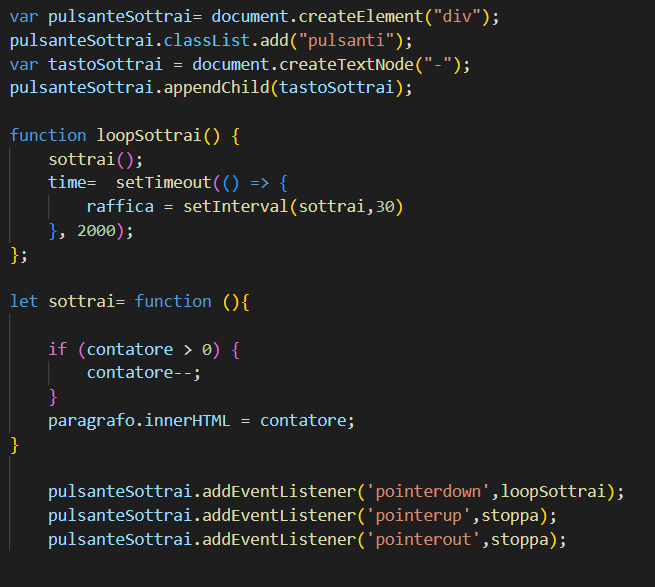 var pulsanteSottrai= document.createElement("div");
pulsanteSottrai.classList.add("pulsanti");
var tastoSottrai = document.createTextNode("-");
pulsanteSottrai.appendChild(tastoSottrai);
function loopSottrai() {
sottrai();
time=  setTimeout(() => {
raffica = setInterval(sottrai,30)
}, 2000);
};
let sottrai= function (){
if (contatore > 0) {
contatore--;
}
paragrafo.innerHTML = contatore;
}
pulsanteSottrai.addEventListener('pointerdown',loopSottrai);
pulsanteSottrai.addEventListener('pointerup',stoppa);
pulsanteSottrai.addEventListener('pointerout',stoppa);